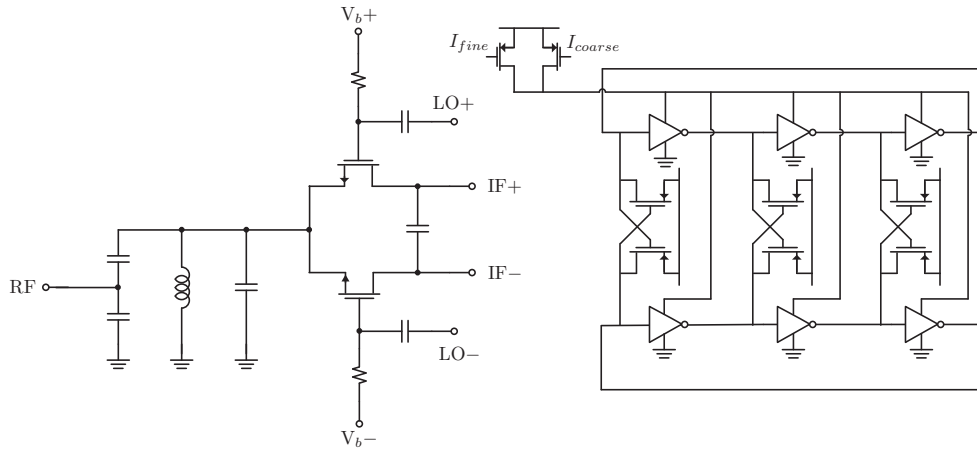 V_b+
LO+
IF+
RF
IF−
LO−
V_b−
I_fine
I_coarse